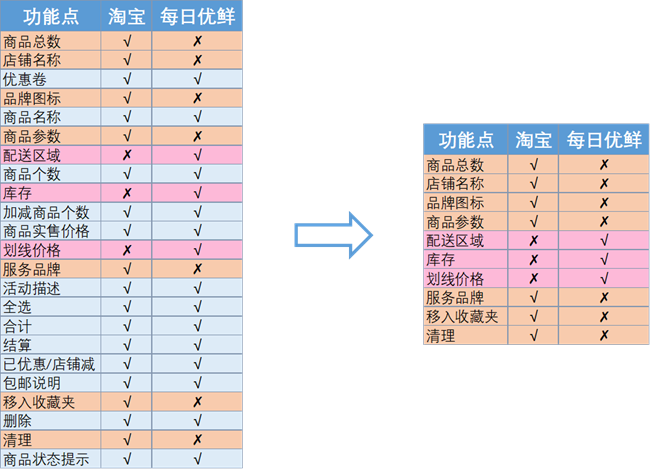 功能点 淘宝 每日优鲜
商品总数 √ ✗
店铺名称 √ ✗
优惠卷 √ √
品牌图标 √ ✗
商品名称 √ √
商品参数 √ ✗
配送区域 ✗ √
商品个数 √ √
库存 ✗ √
加减商品个数 √ √
商品实售价格 √ √
划线价格 ✗ √
服务品牌 √ ✗
活动描述 √ √
全选 √ √
合计 √ √
结算 √ √
已优惠/店铺减 √ √
包邮说明 √ √
移入收藏夹 √ ✗
删除 √ √
清理 √ ✗
商品状态提示 √ √
功能点 淘宝 每日优鲜
商品总数 √ ✗
店铺名称 √ ✗
品牌图标 √ ✗
商品参数 √ ✗
配送区域 ✗ √
库存 ✗ √
划线价格 ✗ √
服务品牌 √ ✗
移入收藏夹 √ ✗
清理 √ ✗